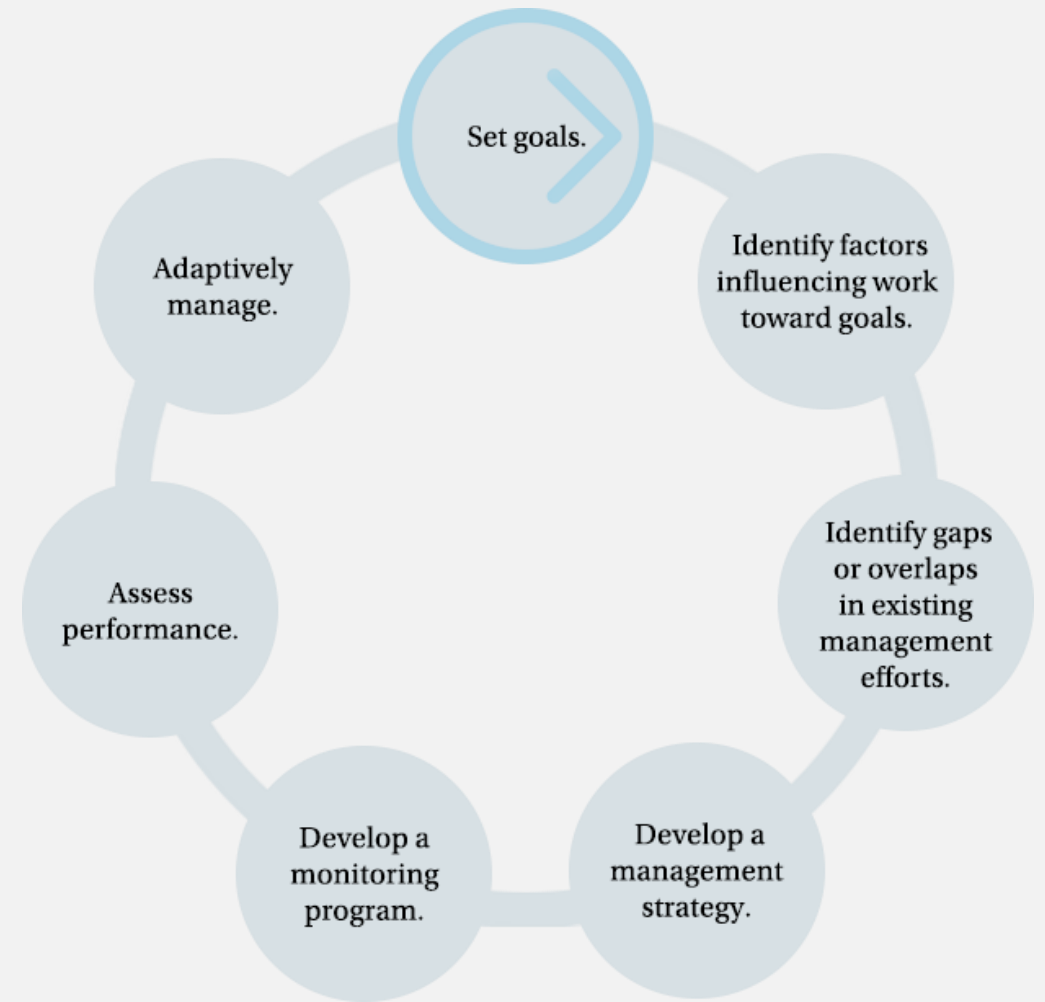 Set goals.
Identify factors
influencing work
toward goals.
Identify gaps
or overlaps
in existing
management
efforts.
Develop a
management
strategy.
Develop a
monitoring
program.
Assess
performance.
Adaptively
manage.